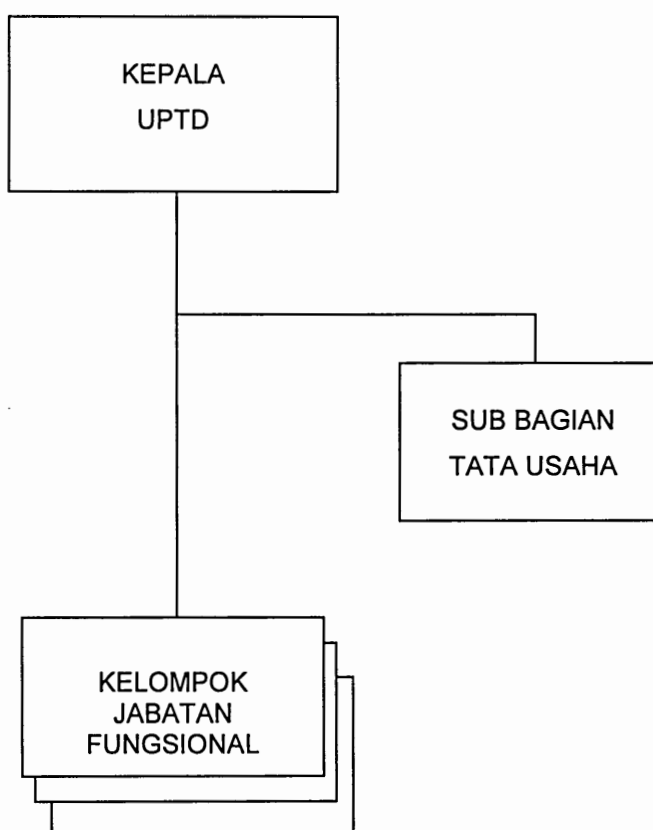 KEPALA
UPTD
SUB BAGIAN
TATA USAHA
KELOMPOK
JABATAN
FUNGSIONAL